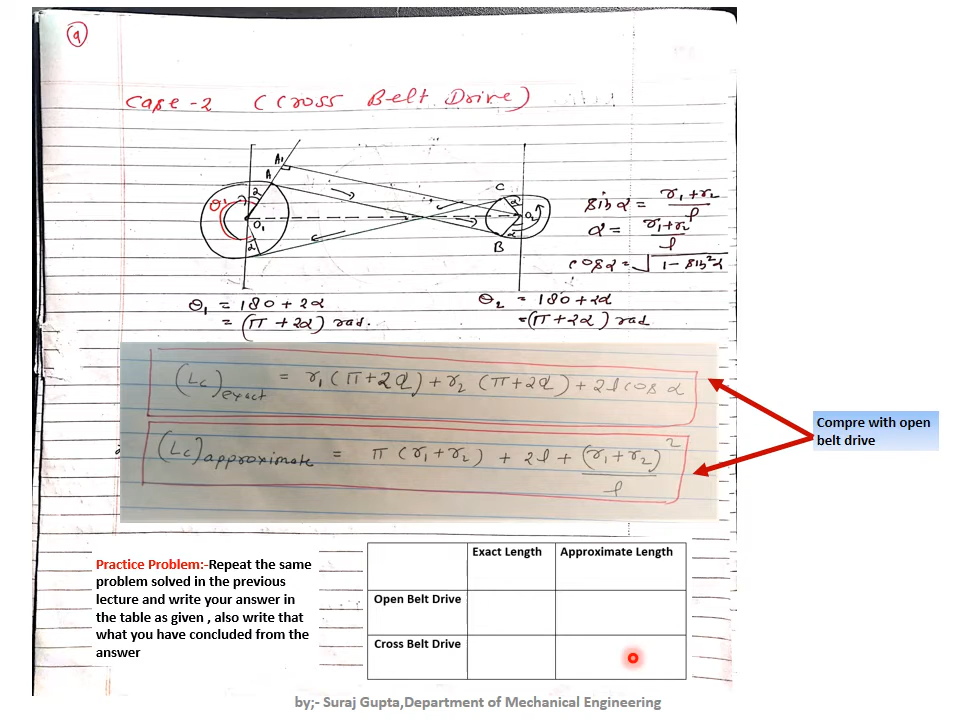 9
Case-2 (Cross Belt Drive)
A1
A
C
α
α
θ1
O1
O2
α
α
B
sin α = r1+r2/l
α = r1+r2/l
cos α = √1 - sin²α
θ1 = 180 + 2α
= (π + 2α) rad.
θ2 = 180 + 2α
= (π + 2α) rad
(Lc)exact = r1 (π+2α) + r2 (π+2α) + 2l cos α
(Lc)approximate = π (r1+r2) + 2l + (r1+r2)²/l
Compre with open
belt drive
Practice Problem:-Repeat the same
problem solved in the previous
lecture and write your answer in
the table as given , also write that
what you have concluded from the
answer
Exact Length Approximate Length
Open Belt Drive
Cross Belt Drive
by;- Suraj Gupta,Department of Mechanical Engineering